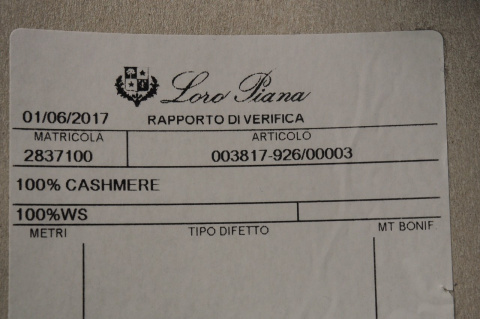 Loro Piana
01/06/2017 RAPPORTO DI VERIFICA
MATRICOLA ARTICOLO
2837100 003817-926/00003
100% CASHMERE
100%WS
METRI TIPO DIFETTO MT BONIF